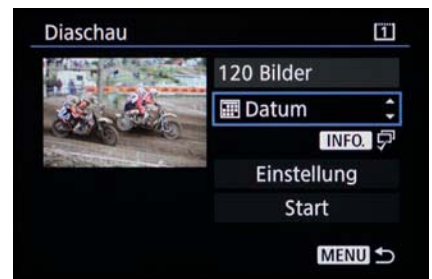 Diaschau 1
120 Bilder
Datum
INFO.
Einstellung
Start
MENU